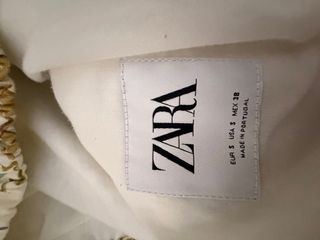 ZARA
EUR S USA S MEX 28
MADE IN PORTUGAL